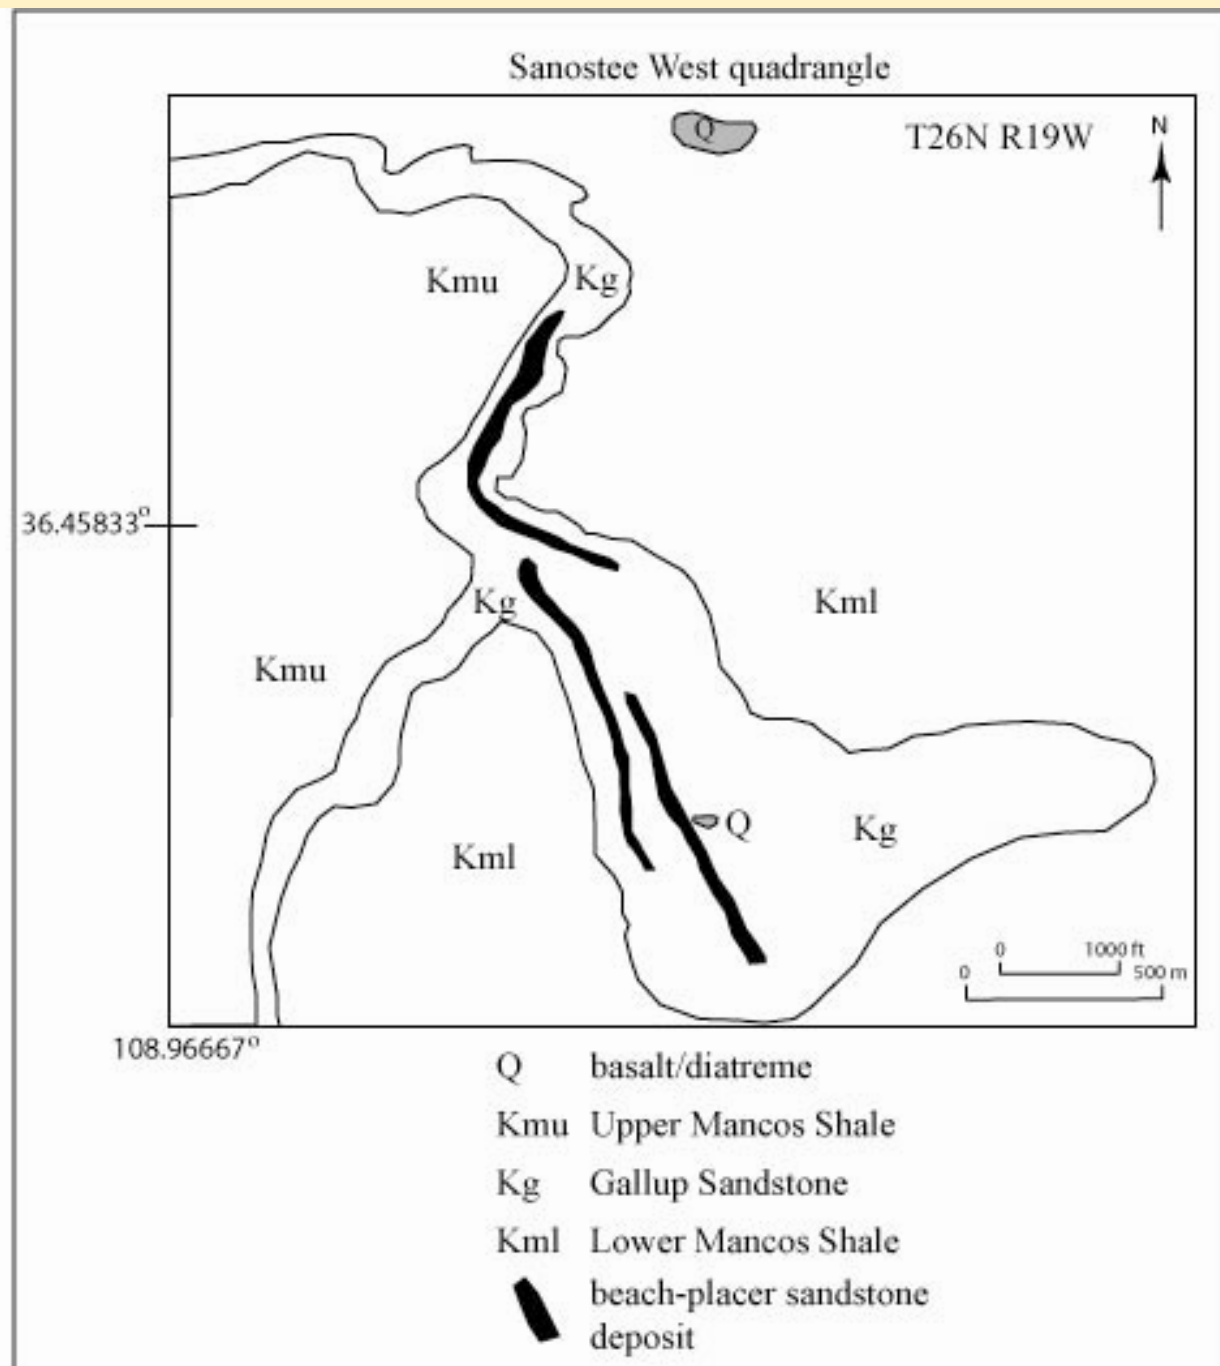 Sanostee West quadrangle
Q
T26N R19W
N
Kmu
Kg
36.45833°
Kg
Kml
Kmu
Q
Kg
Kml
0 1000 ft
0 500 m
108.96667°
Q basalt/diatreme
Kmu Upper Mancos Shale
Kg Gallup Sandstone
Kml Lower Mancos Shale
beach-placer sandstone
deposit